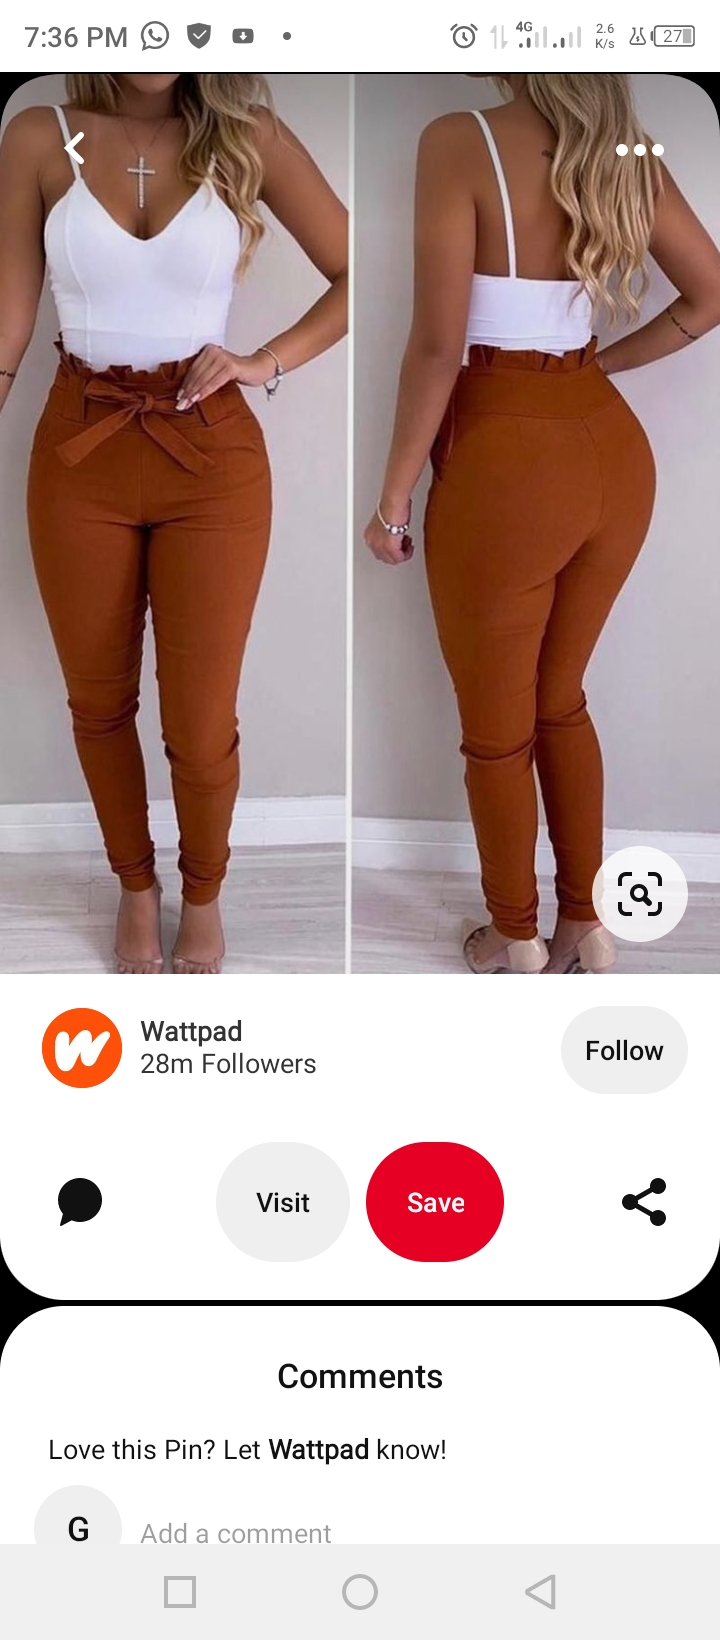 7:36 PM 4G 2.6 K/s 27
Wattpad
28m Followers
Follow
Visit
Save
Comments
Love this Pin? Let Wattpad know!
G
Add a comment